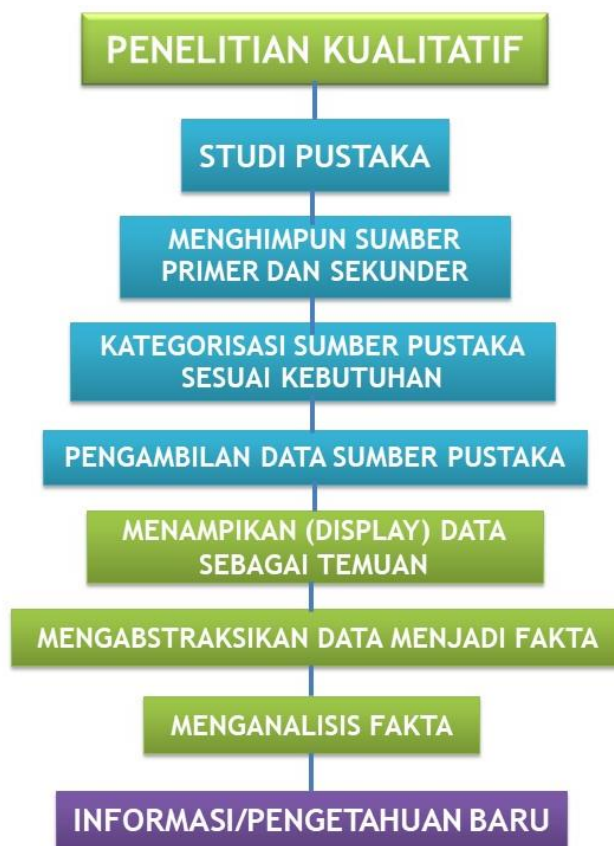 PENELITIAN KUALITATIF
STUDI PUSTAKA
MENGHIMPUN SUMBER
PRIMER DAN SEKUNDER
KATEGORISASI SUMBER PUSTAKA
SESUAI KEBUTUHAN
PENGAMBILAN DATA SUMBER PUSTAKA
MENAMPIKAN (DISPLAY) DATA
SEBAGAI TEMUAN
MENGABSTRAKSIKAN DATA MENJADI FAKTA
MENGANALISIS FAKTA
INFORMASI/PENGETAHUAN BARU